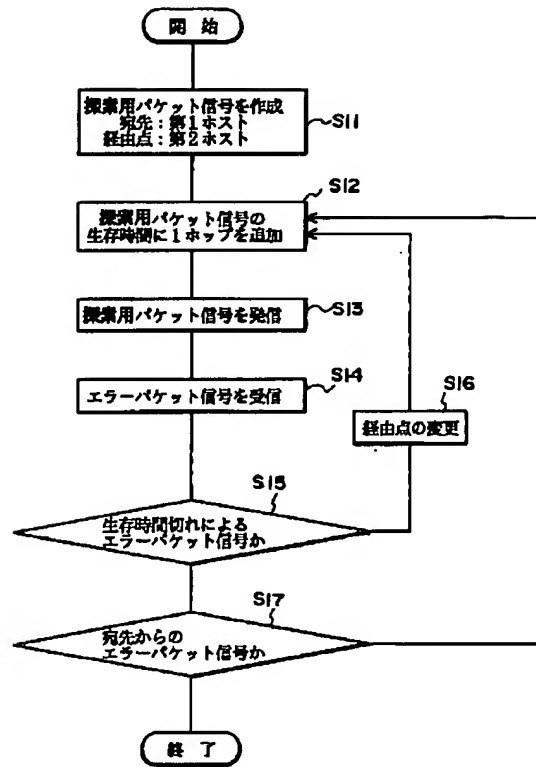 開 始
探索用パケット信号を作成
宛先：第1ホスト
経由点：第2ホスト
S11
S12
探索用パケット信号の
生存時間に1ホップを追加
探索用パケット信号を発信
S13
エラーパケット信号を受信
S14
S16
経由点の変更
S15
生存時間切れによる
エラーパケット信号か
S17
宛先からの
エラーパケット信号か
終 了